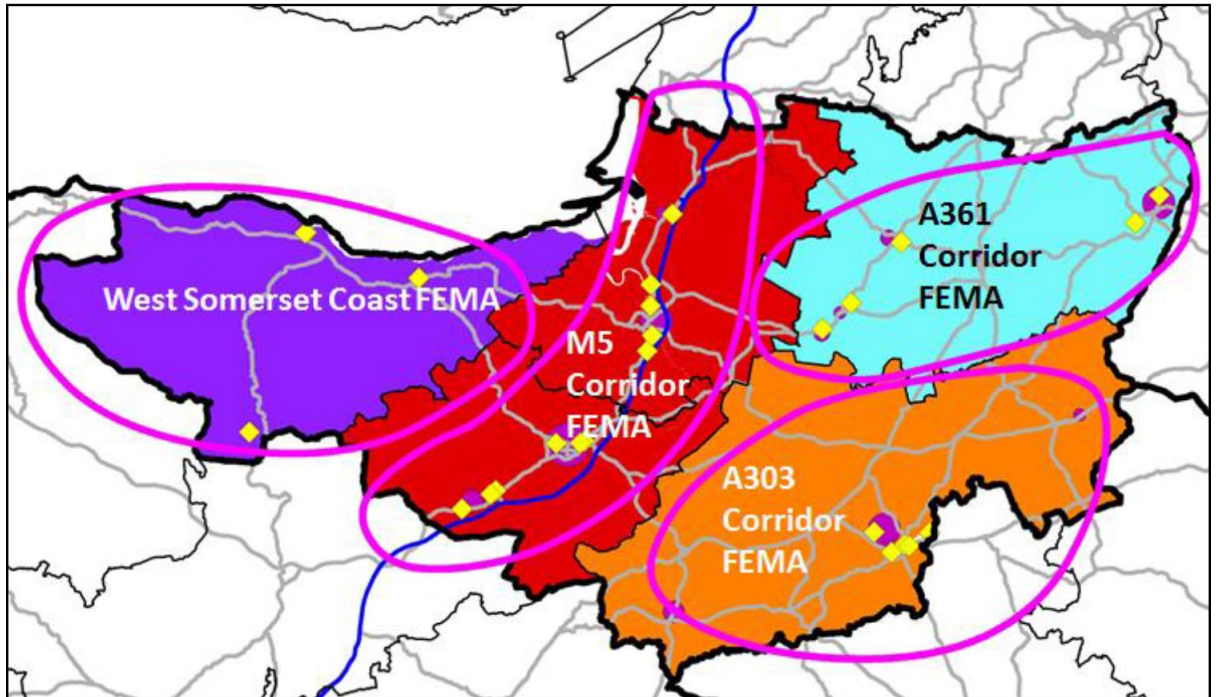 A361
Corridor
FEMA
West Somerset Coast FEMA
M5
Corridor
FEMA
A303
Corridor
FEMA